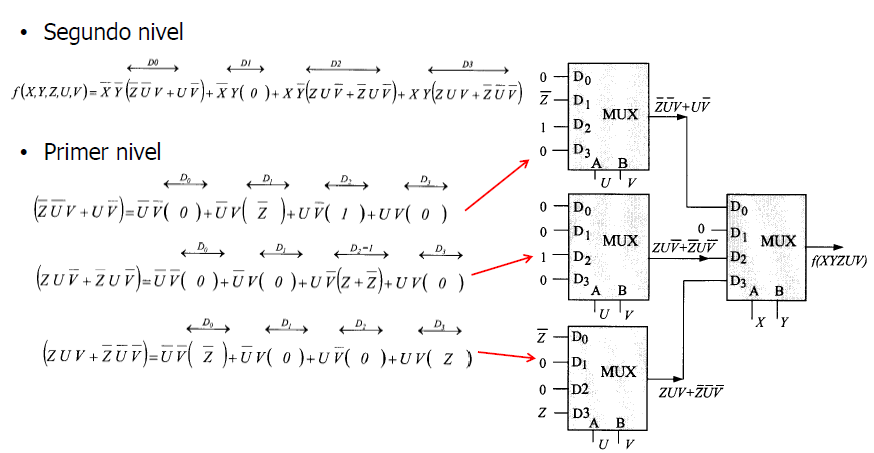 • Segundo nivel
D0 D1 D2 D3
f(X,Y,Z,U,V)=X̅ Y̅(Z̅ U̅ V+U V̅)+X̅ Y( 0 )+X Y̅(Z U V̅+Z̅ U V̅)+X Y(Z U V+Z̅ U̅ V̅)
• Primer nivel
D₀ D₁ D₂ D₃
(Z̅ U̅ V+U V̅)=U̅ V̅( 0 )+U̅ V( Z̅ )+U V̅( 1 )+U V( 0 )
D₀ D₁ D₂=1 D₃
(Z U V̅+Z̅ U V̅)=U̅ V̅( 0 )+U̅ V( 0 )+U V̅(Z+Z̅)+U V( 0 )
D₀ D₁ D₂ D₃
(Z U V+Z̅ U̅ V̅)=U̅ V̅( Z̅ )+U̅ V( 0 )+U V̅( 0 )+U V( Z )
0 D₀
Z̅ D₁
MUX
Z̅U̅V+UV̅
1 D₂
0 D₃
A B
U V
0 D₀
0 D₁
MUX
ZUV̅+Z̅UV̅
1 D₂
0 D₃
A B
U V
Z̅ D₀
0 D₁
MUX
ZUV+Z̅U̅V̅
0 D2
Z D3
A B
U V
D₀
0 D₁
MUX
D₂
f(XYZUV)
D₃
A B
X Y